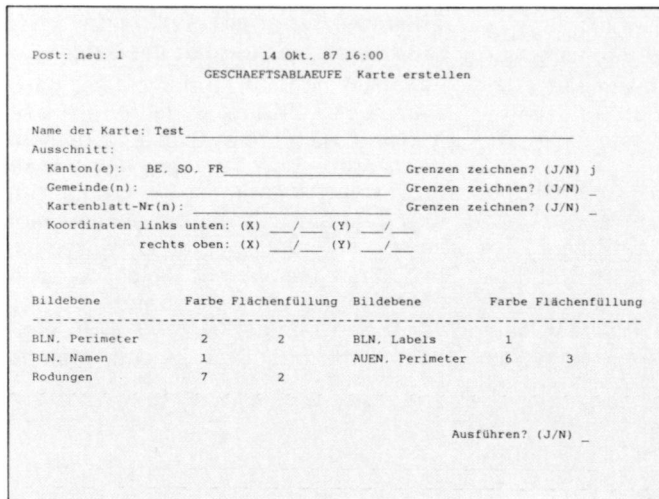 Post: neu: 1 14 Okt. 87 16:00
GESCHAEFTSABLAEUFE Karte erstellen
Name der Karte: Test
Ausschnitt:
Kanton(e): BE. SO. FR Grenzen zeichnen? (J/N) j
Gemeinde(n): Grenzen zeichnen? (J/N) _
Kartenblatt-Nr(n): Grenzen zeichnen? (J/N) _
Koordinaten links unten: (X) ___/___ (Y) ___/___
rechts oben: (X) ___/___ (Y) ___/___
Bildebene Farbe Flächenfüllung Bildebene Farbe Flächenfüllung
BLN. Perimeter 2 2 BLN. Labels 1
BLN. Namen 1 AUEN. Perimeter 6 3
Rodungen 7 2
Ausführen? (J/N) _